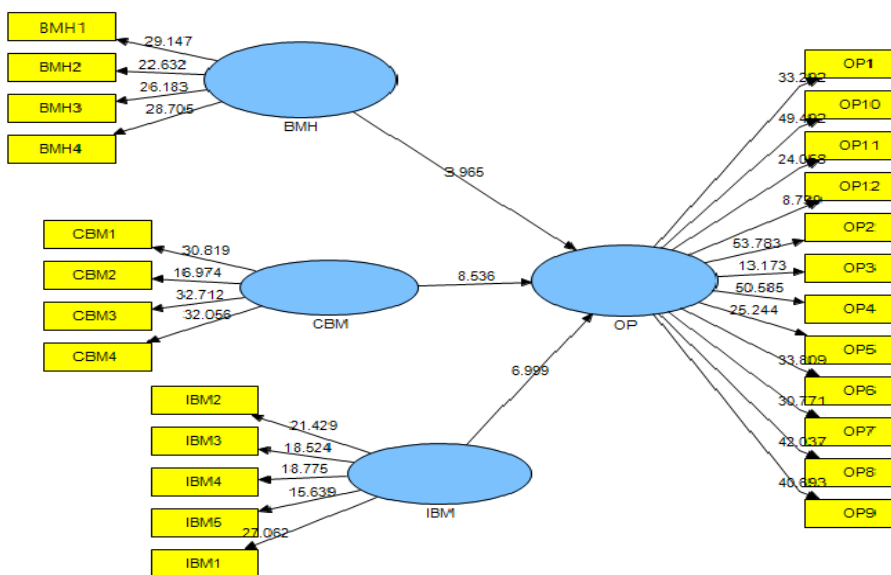 BMH1
29.147
BMH2
22.632
BMH3
26.183
BMH4
28.705
BMH
3.965
CBM1
30.819
CBM2
16.974
CBM3
32.712
CBM4
32.056
CBM
8.536
IBM2
21.429
IBM3
18.524
IBM4
18.775
IBM5
15.639
IBM1
27.062
IBM
6.999
OP
OP1
OP10
OP11
24.058
OP12
OP2
53.783
OP3
13.173
OP4
50.585
OP5
25.244
OP6
33.809
OP7
30.771
OP8
42.037
OP9
40.693